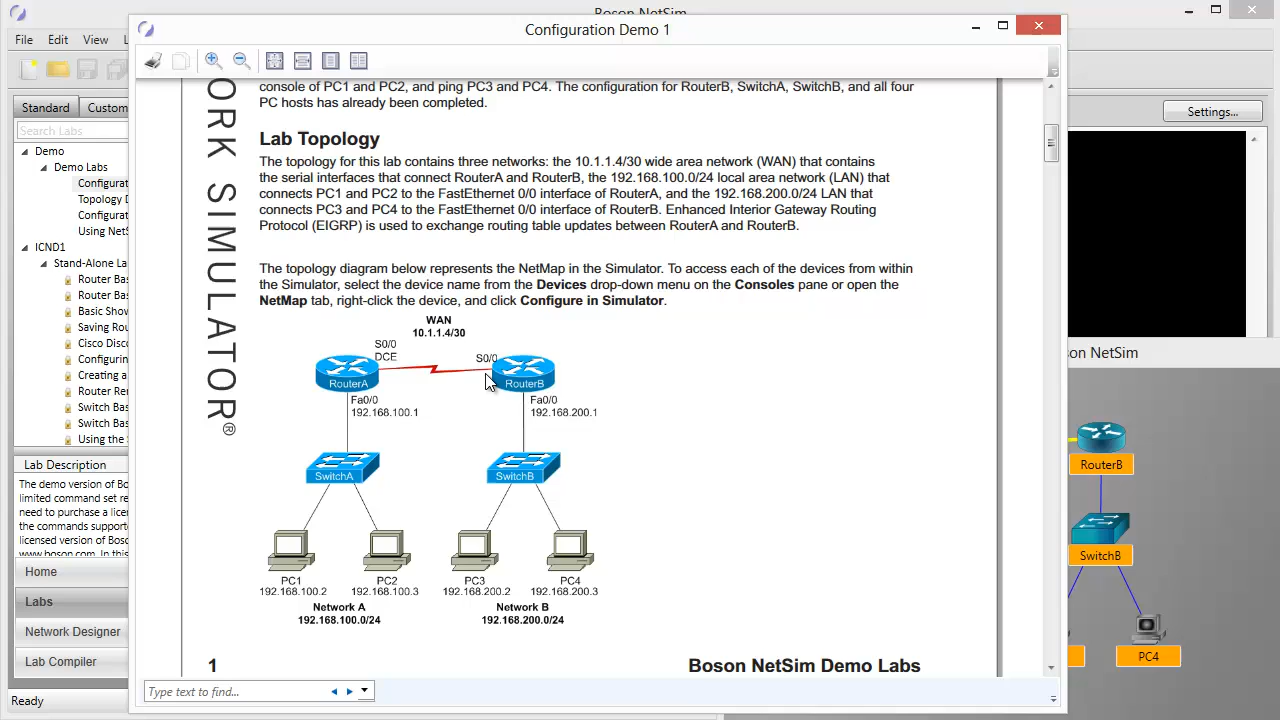 Boson NetSim
Configuration Demo 1
File Edit View
Standard
Custom
Search Labs
Demo
Demo Labs
Configurat
Topology D
Configurat
Using NetS
ICND1
Stand-Alone La
Router Bas
Router Bas
Basic Show
Saving Rou
Cisco Disco
Configuring
Creating a
Router Rem
Switch Bas
Switch Bas
Using the S
Lab Description
The demo version of Bos
limited command set re
need to purchase a lice
the commands supporte
licensed version of Boso
www.boson.com. In this
Home
Labs
Network Designer
Lab Compiler
Ready
ORK SIMULATOR®
console of PC1 and PC2, and ping PC3 and PC4. The configuration for RouterB, SwitchA, SwitchB, and all four
PC hosts has already been completed.
Lab Topology
The topology for this lab contains three networks: the 10.1.1.4/30 wide area network (WAN) that contains
the serial interfaces that connect RouterA and RouterB, the 192.168.100.0/24 local area network (LAN) that
connects PC1 and PC2 to the FastEthernet 0/0 interface of RouterA, and the 192.168.200.0/24 LAN that
connects PC3 and PC4 to the FastEthernet 0/0 interface of RouterB. Enhanced Interior Gateway Routing
Protocol (EIGRP) is used to exchange routing table updates between RouterA and RouterB.
The topology diagram below represents the NetMap in the Simulator. To access each of the devices from within
the Simulator, select the device name from the Devices drop-down menu on the Consoles pane or open the
NetMap tab, right-click the device, and click Configure in Simulator.
WAN
10.1.1.4/30
S0/0
DCE
S0/0
RouterA
RouterB
Fa0/0
192.168.100.1
Fa0/0
192.168.200.1
SwitchA
SwitchB
PC1
192.168.100.2
PC2
192.168.100.3
PC3
192.168.200.2
PC4
192.168.200.3
Network A
192.168.100.0/24
Network B
192.168.200.0/24
1
Boson NetSim Demo Labs
Type text to find...
Settings...
son NetSim
RouterB
SwitchB
PC4